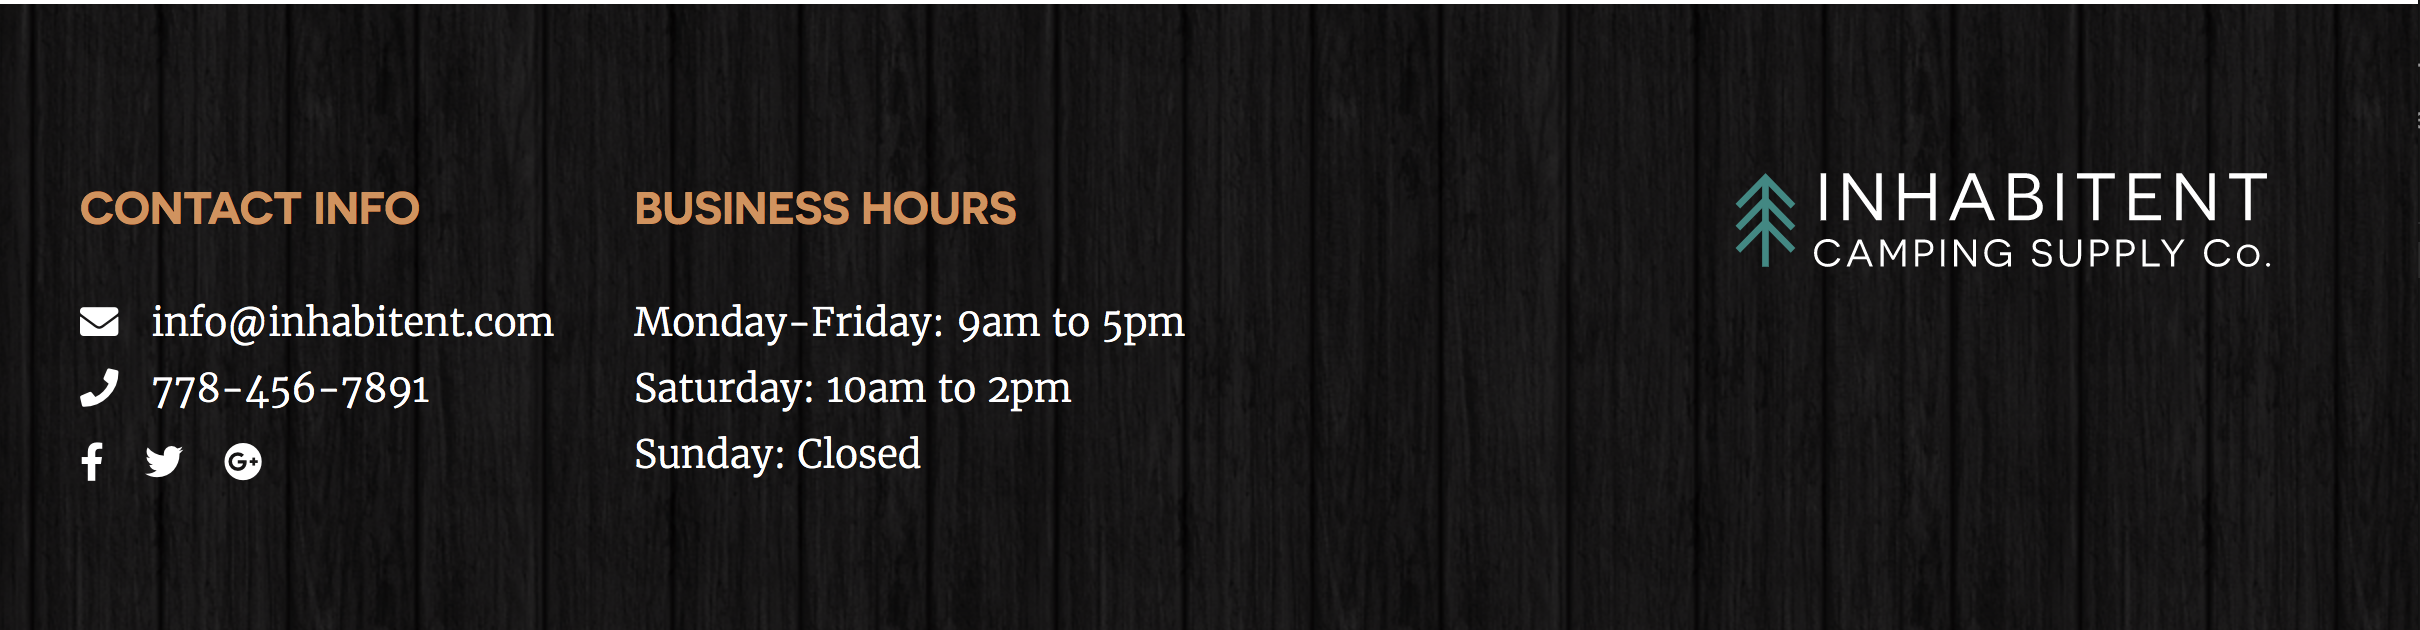 CONTACT INFO
info@inhabitent.com
778-456-7891
BUSINESS HOURS
Monday-Friday: 9am to 5pm
Saturday: 10am to 2pm
Sunday: Closed
INHABITENT
CAMPING SUPPLY Co.